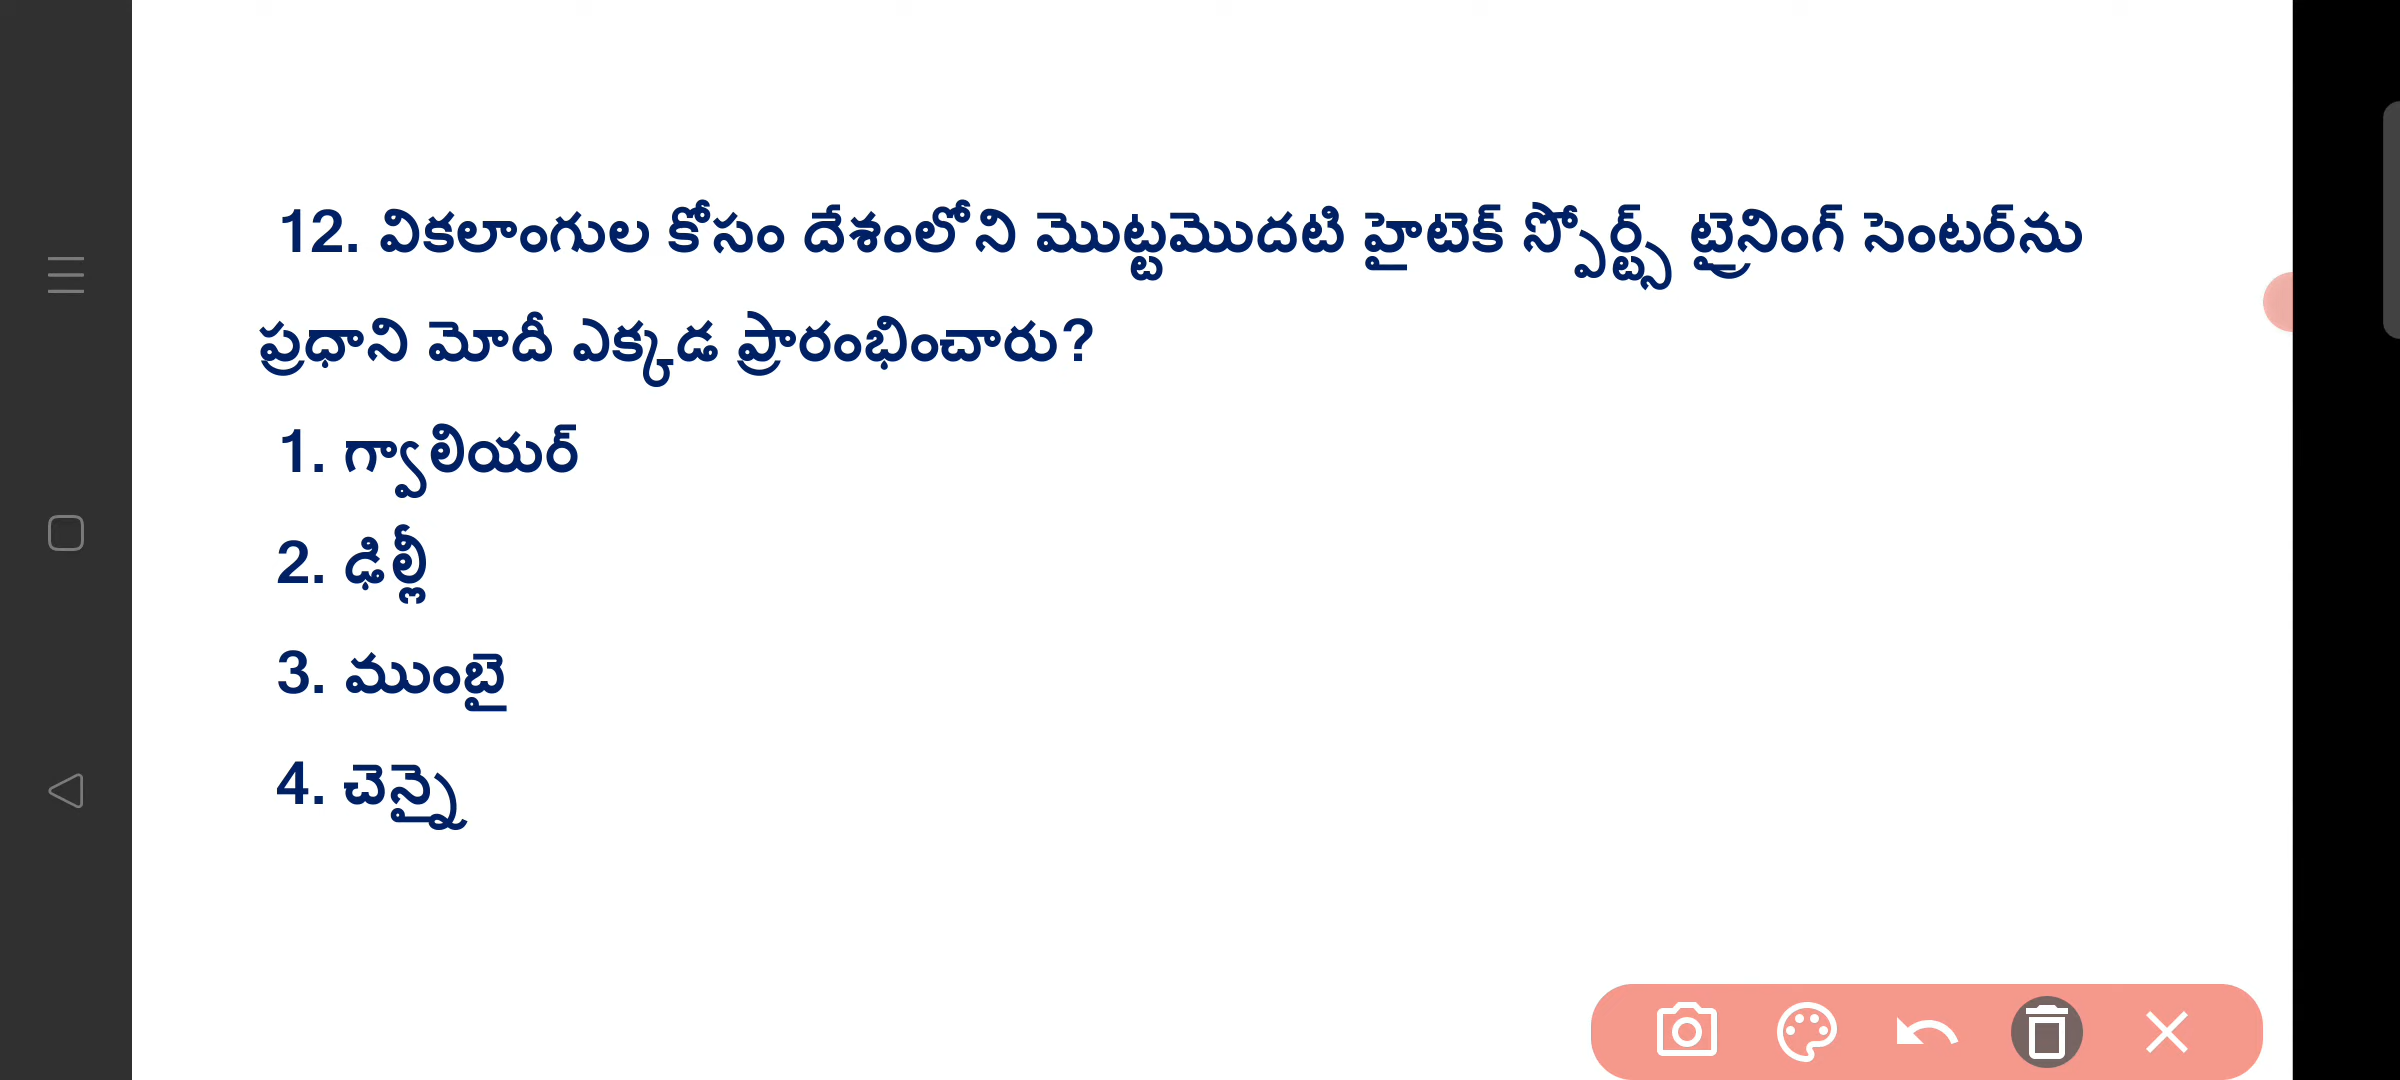 12. వికలాంగుల కోసం దేశంలోని మొట్టమొదటి హైటెక్ స్పోర్ట్స్ ట్రైనింగ్ సెంటర్‌ను
ప్రధాని మోదీ ఎక్కడ ప్రారంభించారు?
1. గ్వాలియర్
2. ఢిల్లీ
3. ముంబై
4. చెన్నై